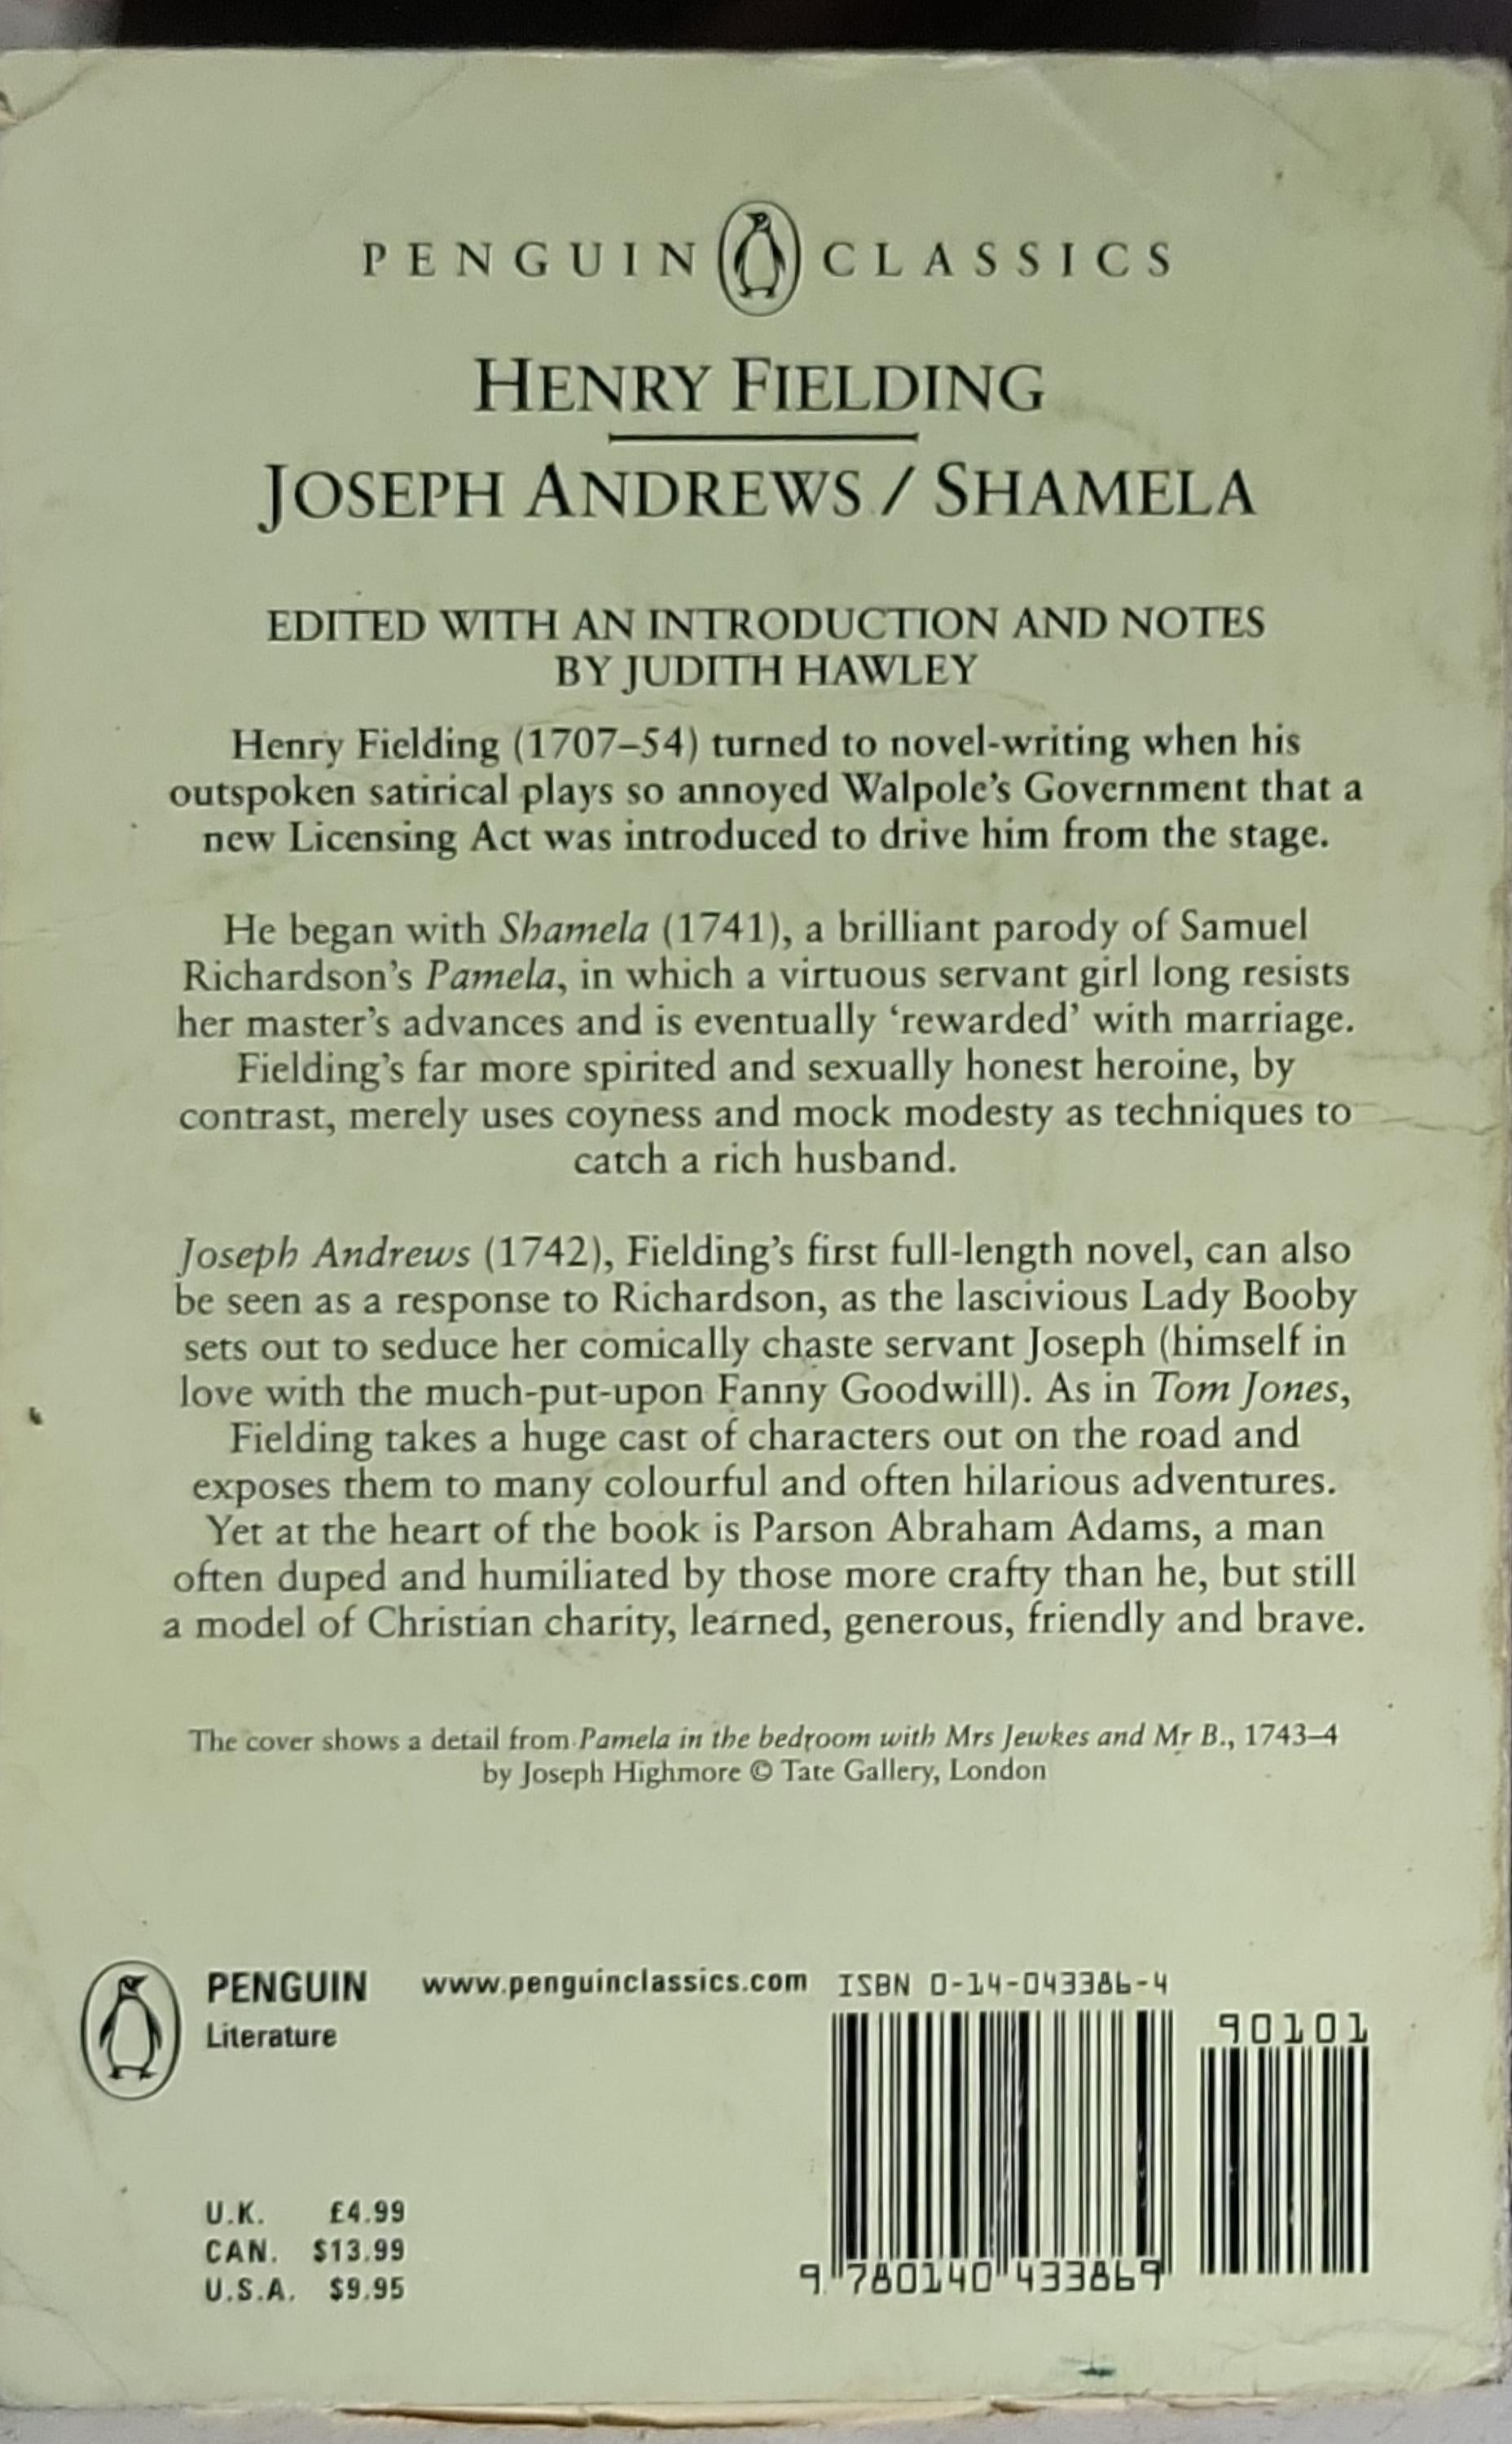 PENGUIN CLASSICS
HENRY FIELDING
JOSEPH ANDREWS / SHAMELA
EDITED WITH AN INTRODUCTION AND NOTES
BY JUDITH HAWLEY
Henry Fielding (1707–54) turned to novel-writing when his
outspoken satirical plays so annoyed Walpole's Government that a
new Licensing Act was introduced to drive him from the stage.
He began with Shamela (1741), a brilliant parody of Samuel
Richardson's Pamela, in which a virtuous servant girl long resists
her master's advances and is eventually ‘rewarded’ with marriage.
Fielding's far more spirited and sexually honest heroine, by
contrast, merely uses coyness and mock modesty as techniques to
catch a rich husband.
Joseph Andrews (1742), Fielding's first full-length novel, can also
be seen as a response to Richardson, as the lascivious Lady Booby
sets out to seduce her comically chaste servant Joseph (himself in
love with the much-put-upon Fanny Goodwill). As in Tom Jones,
Fielding takes a huge cast of characters out on the road and
exposes them to many colourful and often hilarious adventures.
Yet at the heart of the book is Parson Abraham Adams, a man
often duped and humiliated by those more crafty than he, but still
a model of Christian charity, learned, generous, friendly and brave.
The cover shows a detail from Pamela in the bedroom with Mrs Jewkes and Mr B., 1743–4
by Joseph Highmore © Tate Gallery, London
PENGUIN www.penguinclassics.com ISBN 0-14-043386-4
Literature
90101
U.K. £4.99
CAN. $13.99
U.S.A. $9.95
9 780140 433869